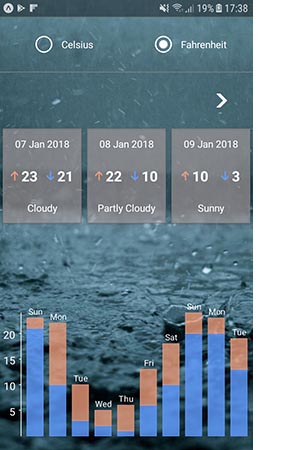 19% 17:38
Celsius Fahrenheit
07 Jan 2018 08 Jan 2018 09 Jan 2018
↑23 ↓21 ↑22 ↓10 ↑10 ↓3
Cloudy Partly Cloudy Sunny
Sun Mon Tue Wed Thu Fri Sat Sun Mon Tue
20
15
10
5